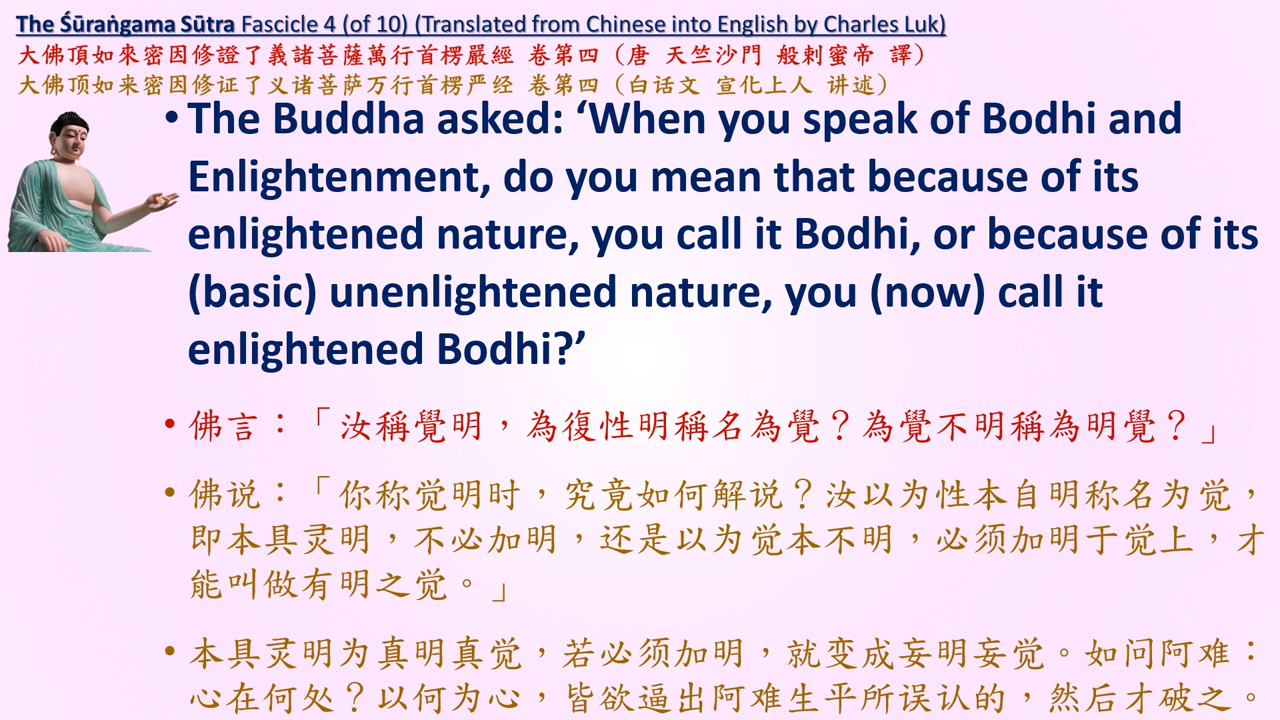 The Śūraṅgama Sūtra Fascicle 4 (of 10) (Translated from Chinese into English by Charles Luk)
大佛頂如來密因修證了義諸菩薩萬行首楞嚴經 卷第四（唐 天竺沙門 般剌蜜帝 譯）
大佛顶如来密因修证了义诸菩萨万行首楞严经 卷第四（白话文 宣化上人 讲述）
• The Buddha asked: ‘When you speak of Bodhi and
Enlightenment, do you mean that because of its
enlightened nature, you call it Bodhi, or because of its
(basic) unenlightened nature, you (now) call it
enlightened Bodhi?’
• 佛言：「汝稱覺明，為復性明稱名為覺？為覺不明稱為明覺？」
• 佛说：「你称觉明时，究竟如何解说？汝以为性本自明称名为觉，
即本具灵明，不必加明，还是以为觉本不明，必须加明于觉上，才
能叫做有明之觉。」
• 本具灵明为真明真觉，若必须加明，就变成妄明妄觉。如问阿难：
心在何处？以何为心，皆欲逼出阿难生平所误认的，然后才破之。